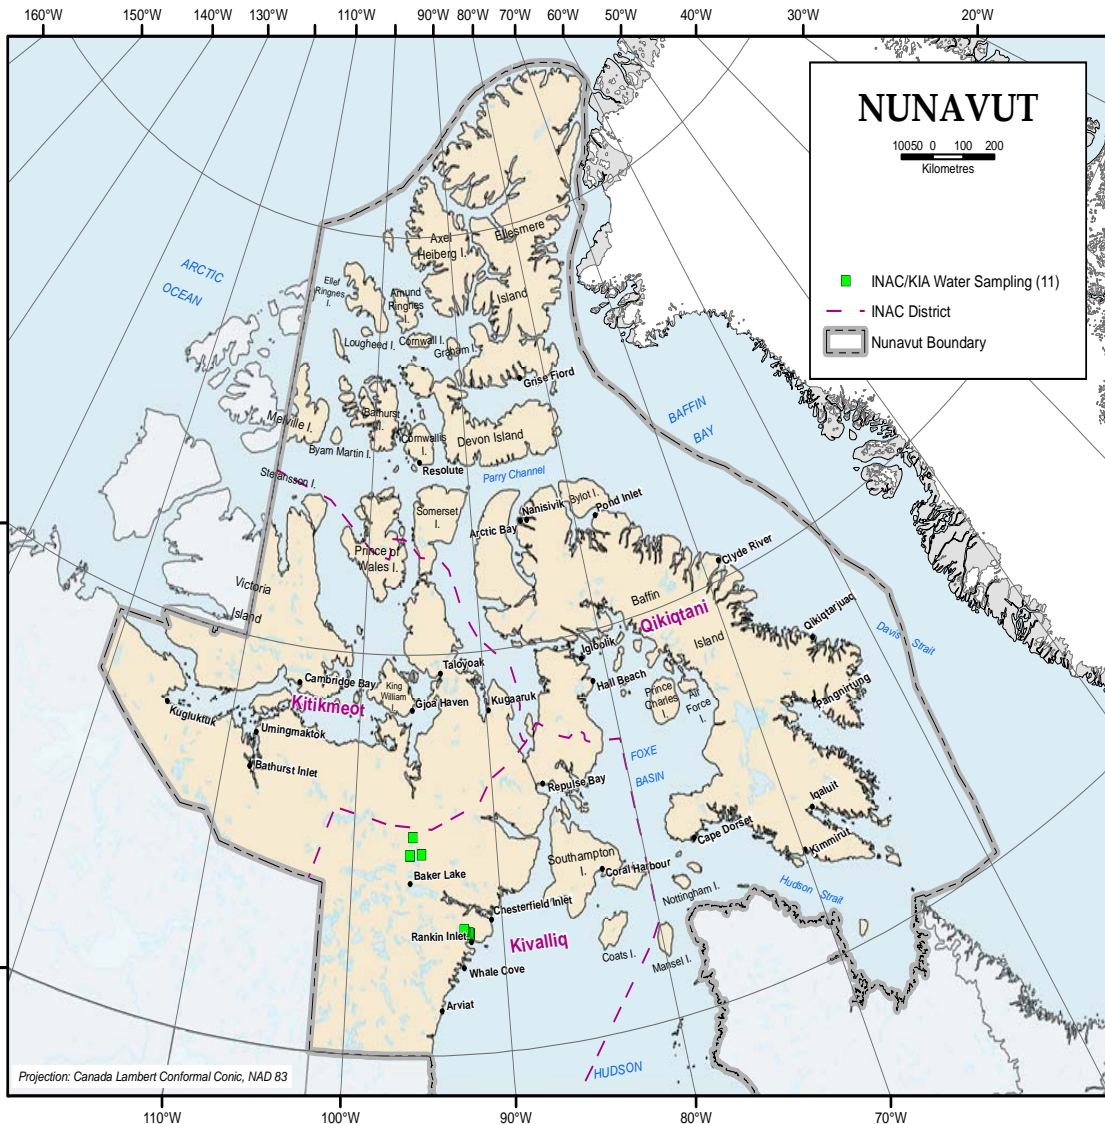 160°W 150°W 140°W 130°W 110°W 90°W 80°W 70°W 60°W 50°W 40°W 30°W 20°W
NUNAVUT
10050 0 100 200
Kilometres
INAC/KIA Water Sampling (11)
INAC District
Nunavut Boundary
ARCTIC
OCEAN
Axel
Heiberg I.
Ellesmere
Island
Ellef
Ringnes
I.
Amund
Ringnes
I.
Lougheed I.
Cornwall I.
Graham I.
Grise Fiord
BAFFIN
BAY
Melville I.
Bathurst
I.
Byam Martin I.
Cornwallis
I.
Devon Island
Resolute
Parry Channel
Stefansson I.
Somerset
I.
Prince of
Wales I.
Arctic Bay
Nanisivik
Bylot I.
Pond Inlet
Clyde River
Victoria
Island
Baffin
Island
Qikiqtani
Qikiqtarjuaq
Davis Strait
Igloolik
Hall Beach
Prince
Charles
I.
Air
Force
I.
Pangnirtung
Taloyoak
Cambridge Bay
King
William
I.
Gjoa Haven
Kugaaruk
Kitikmeot
Kugluktuk
Umingmaktok
Bathurst Inlet
FOXE
BASIN
Repulse Bay
Iqaluit
Cape Dorset
Kimmirut
Southampton
I.
Coral Harbour
Baker Lake
Nottingham I.
Hudson Strait
Chesterfield Inlet
Rankin Inlet
Kivalliq
Coats I.
Mansel I.
Whale Cove
Arviat
HUDSON
Projection: Canada Lambert Conformal Conic, NAD 83
110°W 100°W 90°W 80°W 70°W